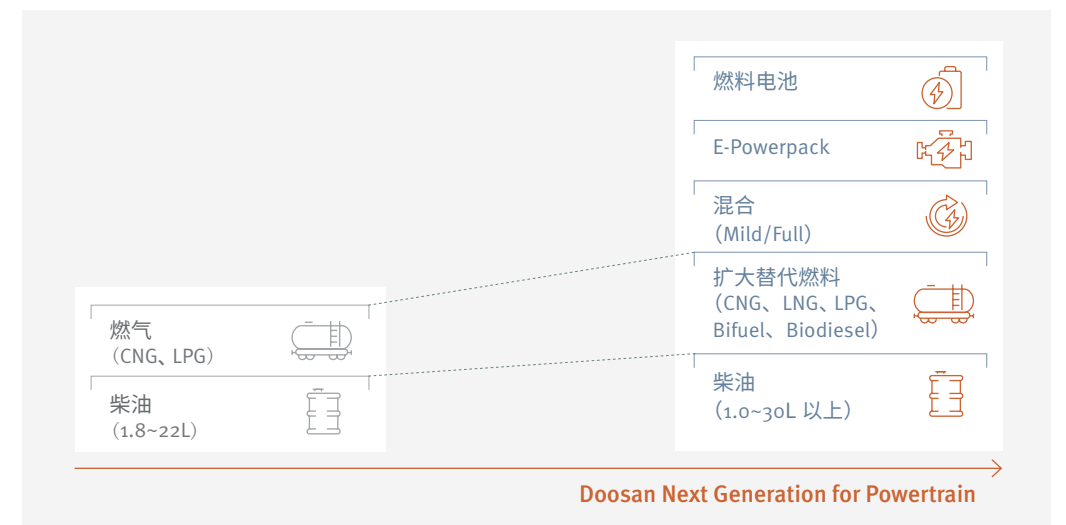 燃料电池
E-Powerpack
混合
（Mild/Full）
扩大替代燃料
（CNG、LNG、LPG、
Bifuel、Biodiesel）
柴油
（1.0~30L 以上）
燃气
（CNG、LPG）
柴油
（1.8~22L）
Doosan Next Generation for Powertrain